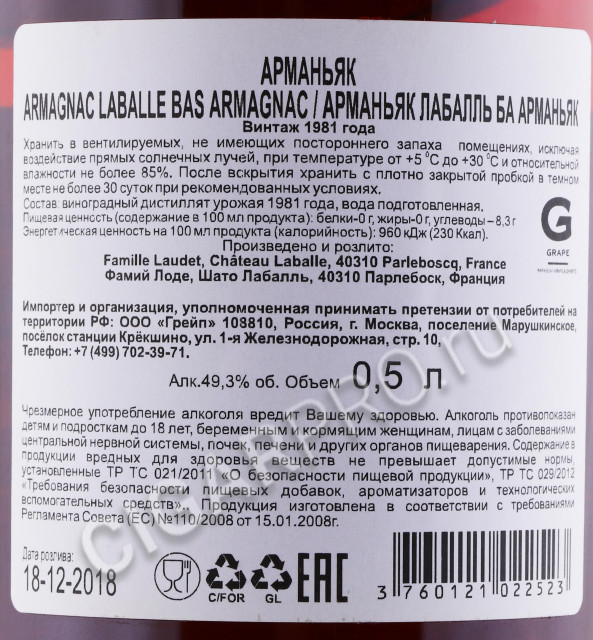 АРМАНЬЯК
ARMAGNAC LABALLE BAS ARMAGNAC / АРМАНЬЯК ЛАБАЛЛЬ БА АРМАНЬЯК
Винтаж 1981 года
Хранить в вентилируемых, не имеющих постороннего запаха помещениях, исключая
воздействие прямых солнечных лучей, при температуре от +5 °С до +30 °С и относительной
влажности не более 85%. После вскрытия хранить с плотно закрытой пробкой в темном
месте не более 30 суток при рекомендованных условиях.
Состав: виноградный дистиллят урожая 1981 года, вода подготовленная.
Пищевая ценность (содержание в 100 мл продукта): белки-0 г, жиры-0 г, углеводы – 8,3 г
Энергетическая ценность на 100 мл продукта (калорийность): 960 кДж (230 Ккал).
G
GRAPE
Произведено и розлито:
Famille Laudet, Château Laballe, 40310 Parleboscq, France
Фамий Лоде, Шато Лабалль, 40310 Парлебоск, Франция
Импортер и организация, уполномоченная принимать претензии от потребителей на
территории РФ: ООО «Грейп» 108810, Россия, г. Москва, поселение Марушкинское,
посёлок станции Крёкшино, ул. 1-я Железнодорожная, стр. 10,
Телефон: +7 (499) 702-39-71.
Алк.49,3% об. Объем 0,5 л
Чрезмерное употребление алкоголя вредит Вашему здоровью. Алкоголь противопоказан
детям и подросткам до 18 лет, беременным и кормящим женщинам, лицам с заболеваниями
центральной нервной системы, почек, печени и других органов пищеварения. Содержание в
продукции вредных для здоровья веществ не превышает допустимые нормы,
установленные ТР ТС 021/2011 «О безопасности пищевой продукции», ТР ТС 029/2012
«Требования безопасности пищевых добавок, ароматизаторов и технологических
вспомогательных средств». Продукция изготовлена в соответствии с требованиями
Регламента Совета (ЕС) №110/2008 от 15.01.2008г.
Дата розлива:
18-12-2018
C/FOR
GL
EAC
3 760121 022523
cigarpro.ru